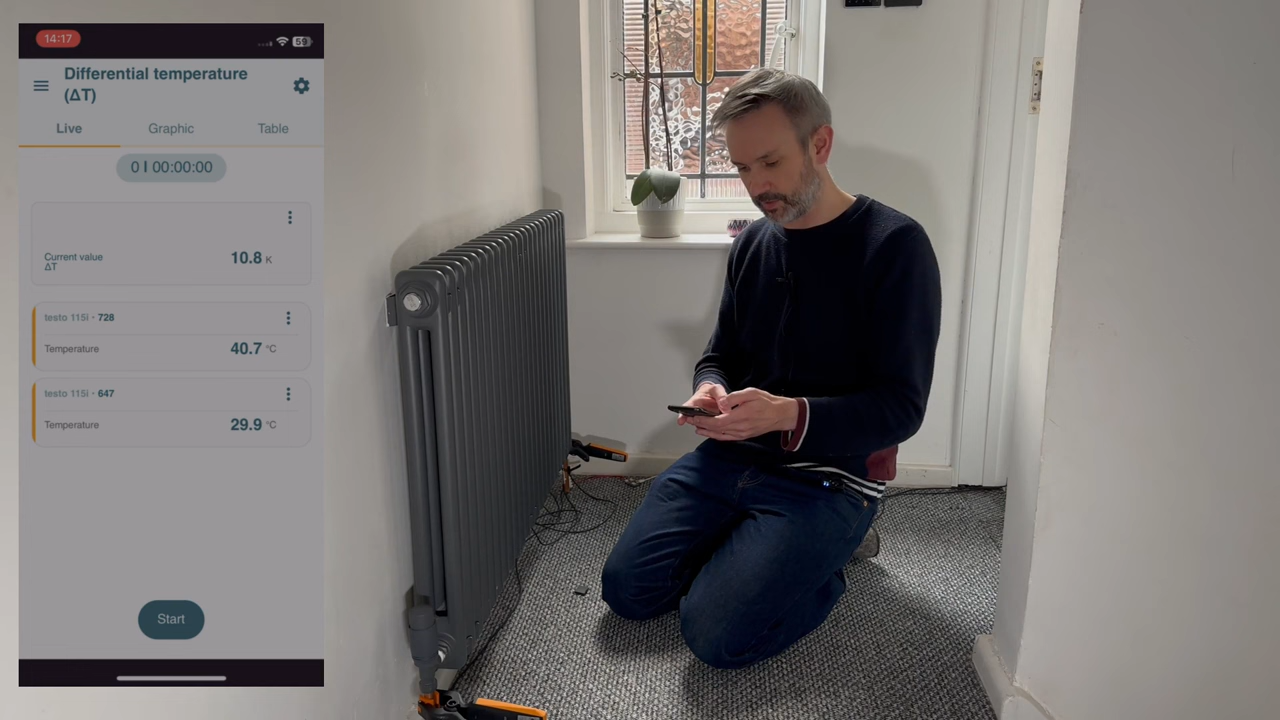 14:17
59
Differential temperature
(ΔT)
Live Graphic Table
0 I 00:00:00
Current value
ΔT
10.8 K
testo 115i • 728
Temperature 40.7 °C
testo 115i • 647
Temperature 29.9 °C
Start